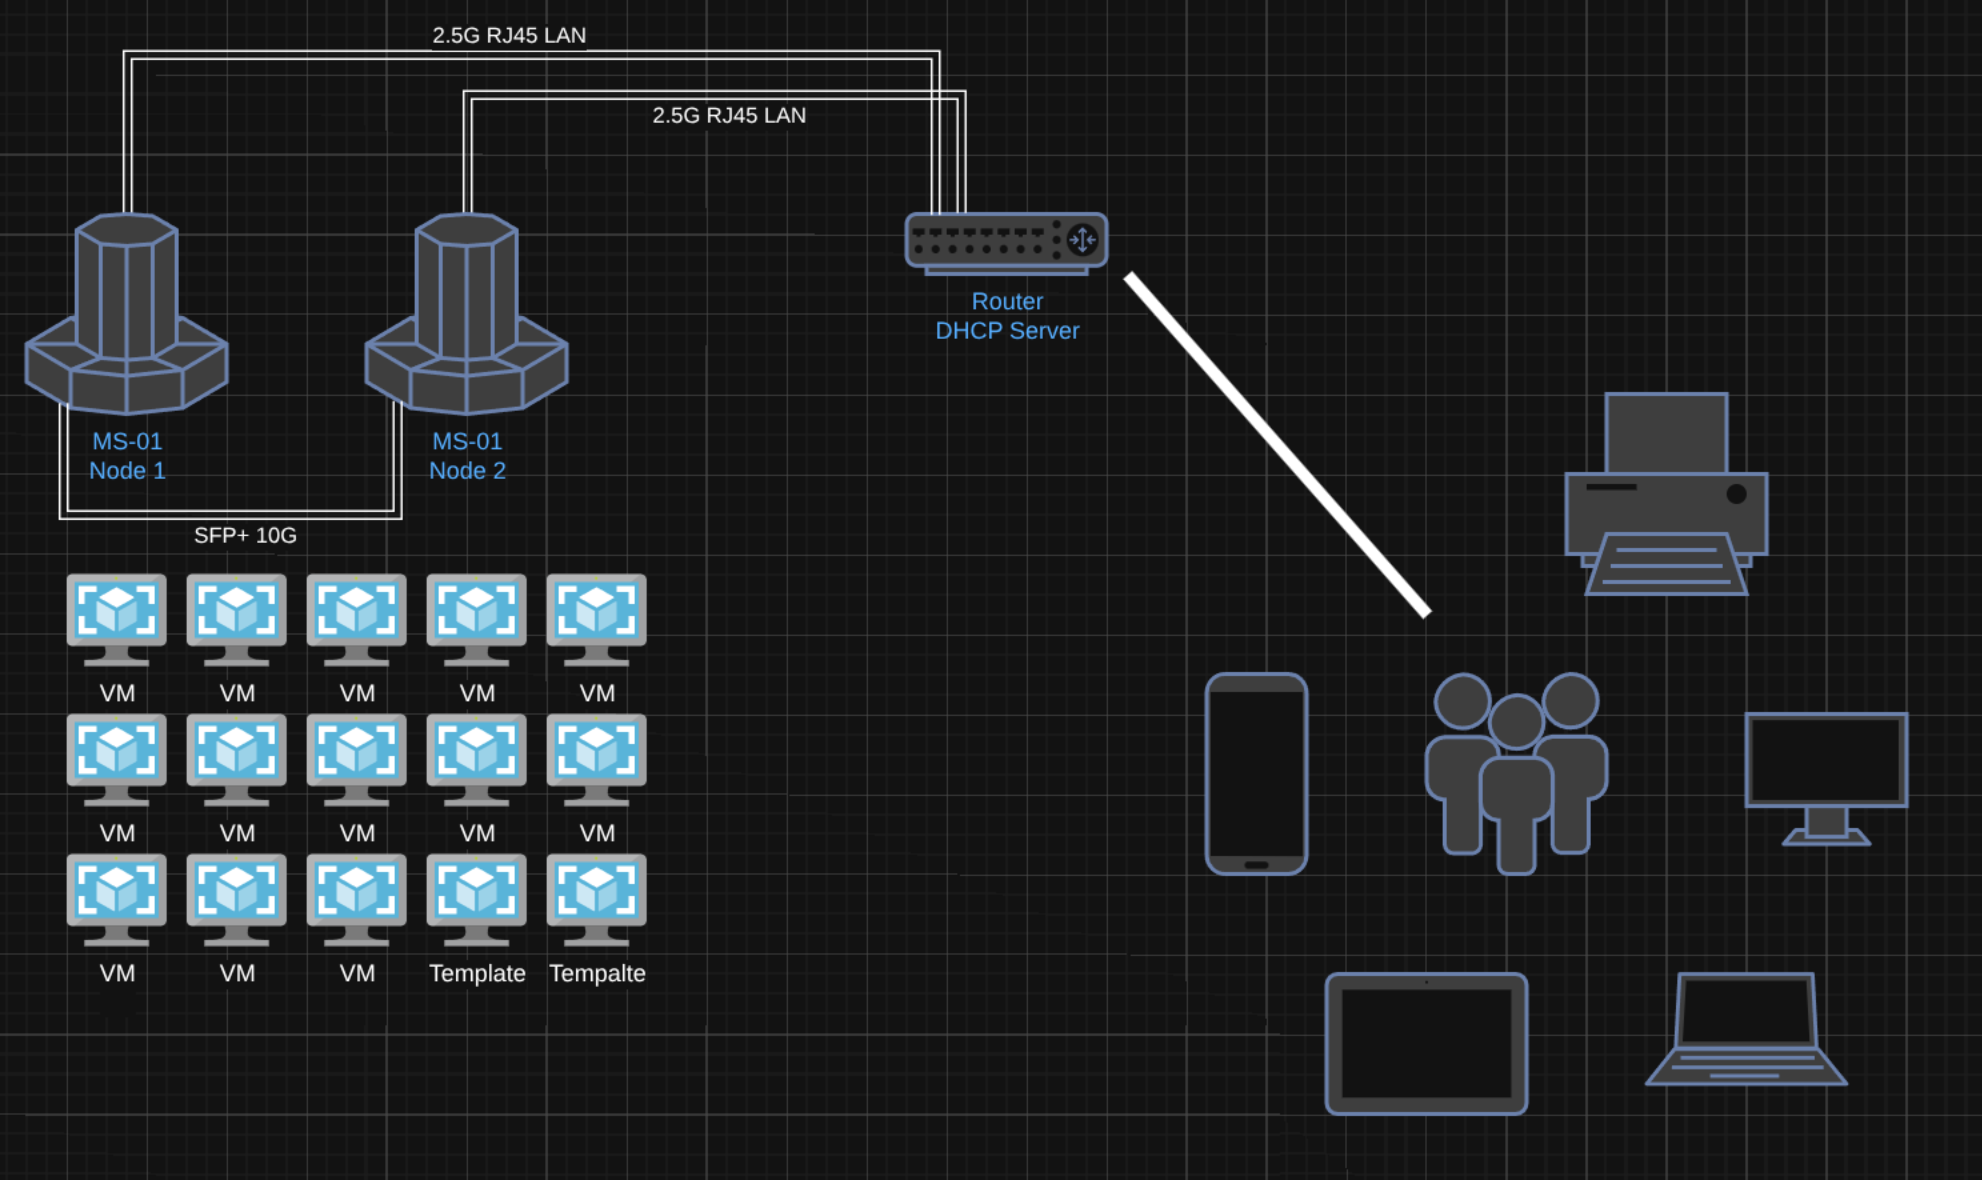 2.5G RJ45 LAN
2.5G RJ45 LAN
Router
DHCP Server
MS-01
Node 1
MS-01
Node 2
SFP+ 10G
VM VM VM VM VM
VM VM VM VM VM
VM VM VM Template Tempalte